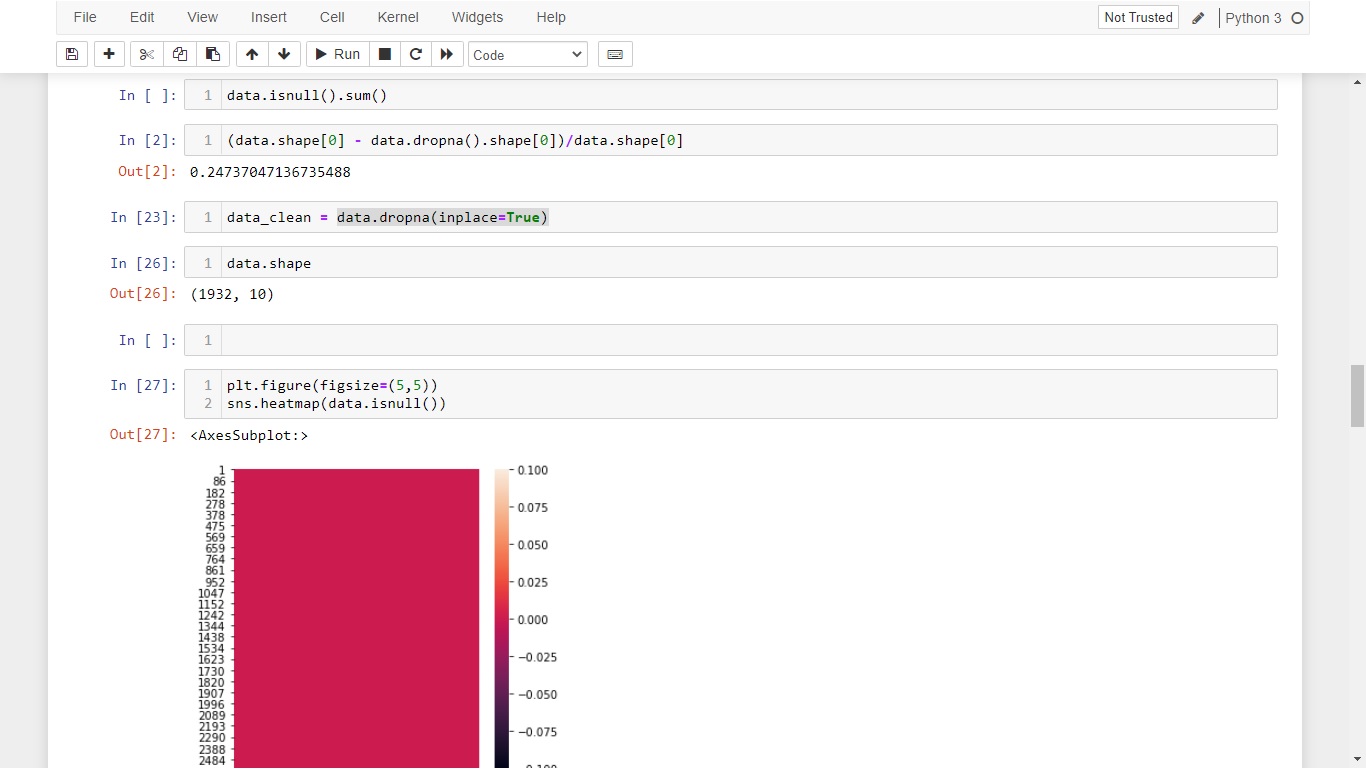 File Edit View Insert Cell Kernel Widgets Help Not Trusted Python 3
Run Code
In [ ]: 1 data.isnull().sum()
In [2]: 1 (data.shape[0] - data.dropna().shape[0])/data.shape[0]
Out[2]: 0.24737047136735488
In [23]: 1 data_clean = data.dropna(inplace=True)
In [26]: 1 data.shape
Out[26]: (1932, 10)
In [ ]: 1
In [27]: 1 plt.figure(figsize=(5,5))
2 sns.heatmap(data.isnull())
Out[27]: <AxesSubplot:>
1
86
182
278
378
475
569
659
764
861
952
1047
1152
1242
1344
1438
1534
1623
1730
1820
1907
1996
2089
2193
2290
2388
2484
0.100
0.075
0.050
0.025
0.000
−0.025
−0.050
−0.075